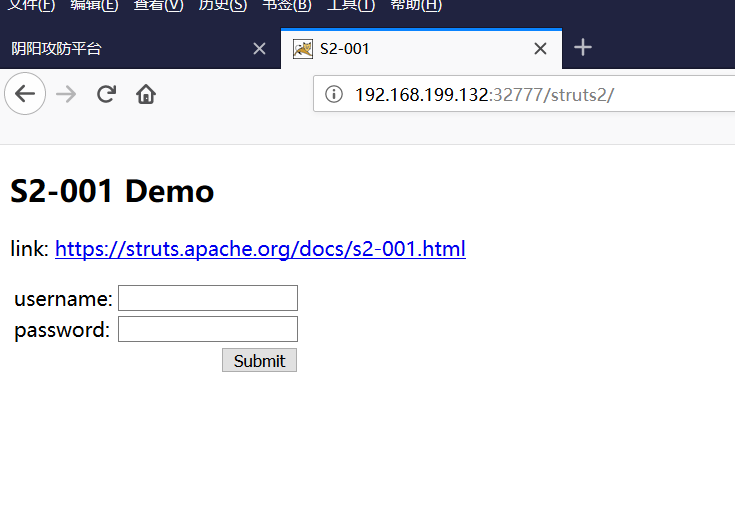 文件(F) 编辑(E) 查看(V) 历史(S) 书签(B) 工具(T) 帮助(H)
阴阳攻防平台 S2-001
192.168.199.132:32777/struts2/
S2-001 Demo
link: https://struts.apache.org/docs/s2-001.html
username:
password:
Submit